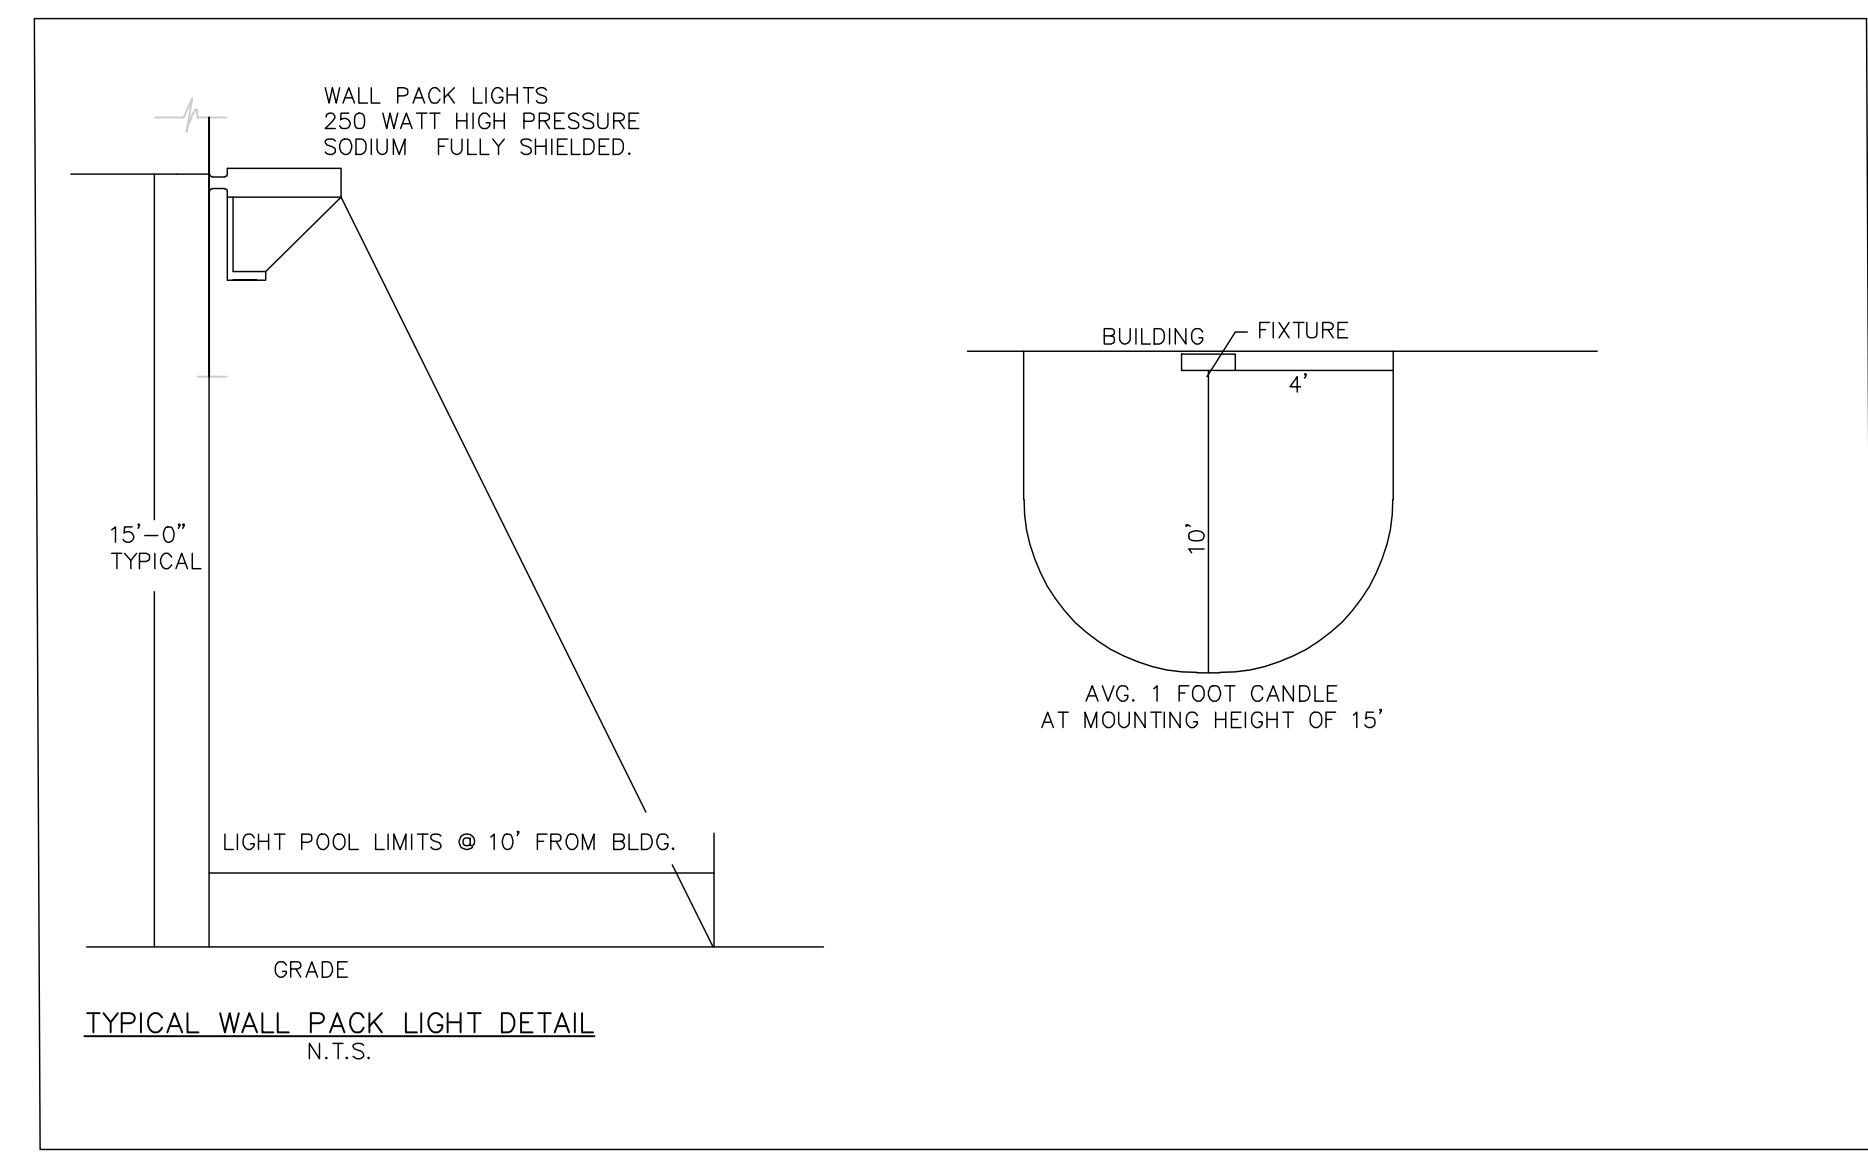 WALL PACK LIGHTS
250 WATT HIGH PRESSURE
SODIUM FULLY SHIELDED.
15'-0"
TYPICAL
LIGHT POOL LIMITS @ 10' FROM BLDG.
GRADE
TYPICAL WALL PACK LIGHT DETAIL
N.T.S.
BUILDING
FIXTURE
4'
10'
AVG. 1 FOOT CANDLE
AT MOUNTING HEIGHT OF 15'